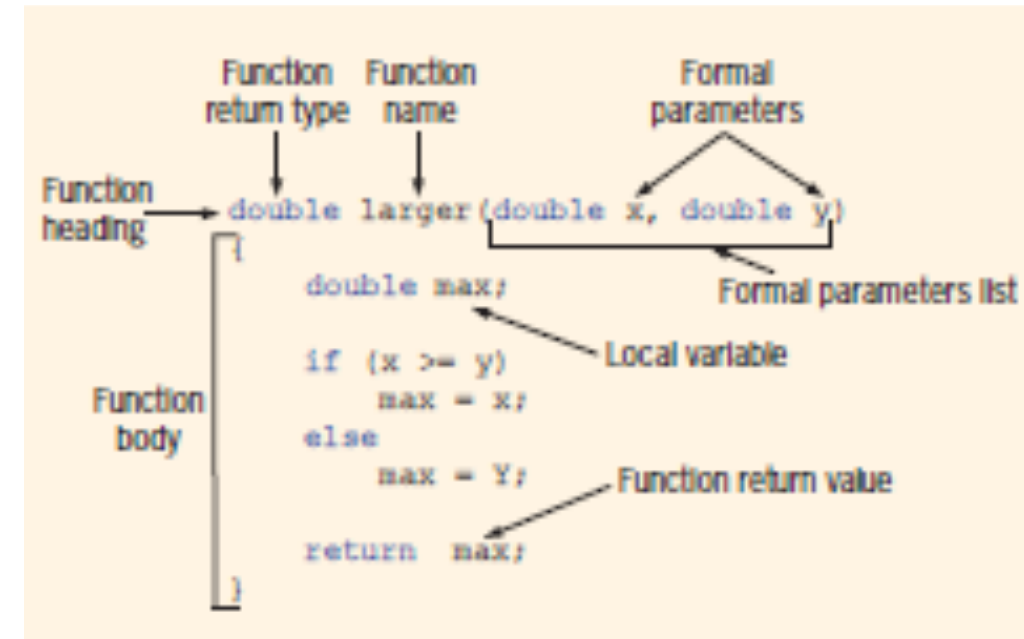 Function return type
Function name
Formal parameters
Function heading
double larger(double x, double y)
{
Formal parameters list
double max;
Local variable
if (x >= y)
max = x;
else
max = Y;
Function body
Function return value
return max;
}